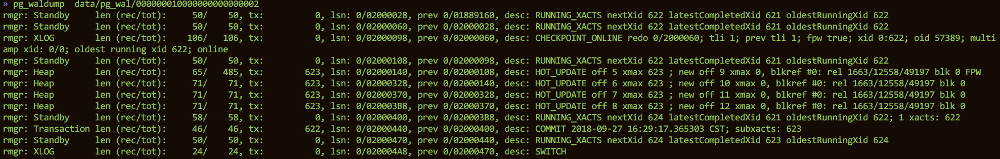 » pg_waldump  data/pg_wal/000000010000000000000002
rmgr: Standby     len (rec/tot):     50/    50, tx:          0, lsn: 0/02000028, prev 0/01889160, desc: RUNNING_XACTS nextXid 622 latestCompletedXid 621 oldestRunningXid 622
rmgr: Standby     len (rec/tot):     50/    50, tx:          0, lsn: 0/02000060, prev 0/02000028, desc: RUNNING_XACTS nextXid 622 latestCompletedXid 621 oldestRunningXid 622
rmgr: XLOG        len (rec/tot):    106/   106, tx:          0, lsn: 0/02000098, prev 0/02000060, desc: CHECKPOINT_ONLINE redo 0/2000060; tli 1; prev tli 1; fpw true; xid 0:622; oid 57389; multi
amp xid: 0/0; oldest running xid 622; online
rmgr: Standby     len (rec/tot):     50/    50, tx:          0, lsn: 0/02000108, prev 0/02000098, desc: RUNNING_XACTS nextXid 622 latestCompletedXid 621 oldestRunningXid 622
rmgr: Heap        len (rec/tot):     65/   485, tx:        623, lsn: 0/02000140, prev 0/02000108, desc: HOT_UPDATE off 5 xmax 623 ; new off 9 xmax 0, blkref #0: rel 1663/12558/49197 blk 0 FPW
rmgr: Heap        len (rec/tot):     71/    71, tx:        623, lsn: 0/02000328, prev 0/02000140, desc: HOT_UPDATE off 6 xmax 623 ; new off 10 xmax 0, blkref #0: rel 1663/12558/49197 blk 0
rmgr: Heap        len (rec/tot):     71/    71, tx:        623, lsn: 0/02000370, prev 0/02000328, desc: HOT_UPDATE off 7 xmax 623 ; new off 11 xmax 0, blkref #0: rel 1663/12558/49197 blk 0
rmgr: Heap        len (rec/tot):     71/    71, tx:        623, lsn: 0/020003B8, prev 0/02000370, desc: HOT_UPDATE off 8 xmax 623 ; new off 12 xmax 0, blkref #0: rel 1663/12558/49197 blk 0
rmgr: Standby     len (rec/tot):     58/    58, tx:          0, lsn: 0/02000400, prev 0/020003B8, desc: RUNNING_XACTS nextXid 624 latestCompletedXid 621 oldestRunningXid 622; 1 xacts: 622
rmgr: Transaction len (rec/tot):     46/    46, tx:        622, lsn: 0/02000440, prev 0/02000400, desc: COMMIT 2018-09-27 16:29:17.365303 CST; subxacts: 623
rmgr: Standby     len (rec/tot):     50/    50, tx:          0, lsn: 0/02000470, prev 0/02000440, desc: RUNNING_XACTS nextXid 624 latestCompletedXid 623 oldestRunningXid 624
rmgr: XLOG        len (rec/tot):     24/    24, tx:          0, lsn: 0/020004A8, prev 0/02000470, desc: SWITCH